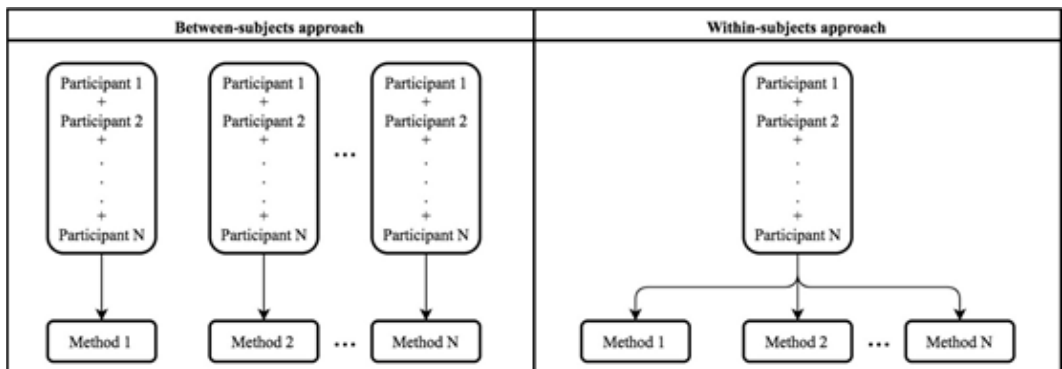 Between-subjects approach
Participant 1
+
Participant 2
+
.
.
.
+
Participant N
Method 1
Participant 1
+
Participant 2
+
.
.
.
+
Participant N
Method 2
...
...
Participant 1
+
Participant 2
+
.
.
.
+
Participant N
Method N
Within-subjects approach
Participant 1
+
Participant 2
+
.
.
.
+
Participant N
Method 1
Method 2
...
Method N